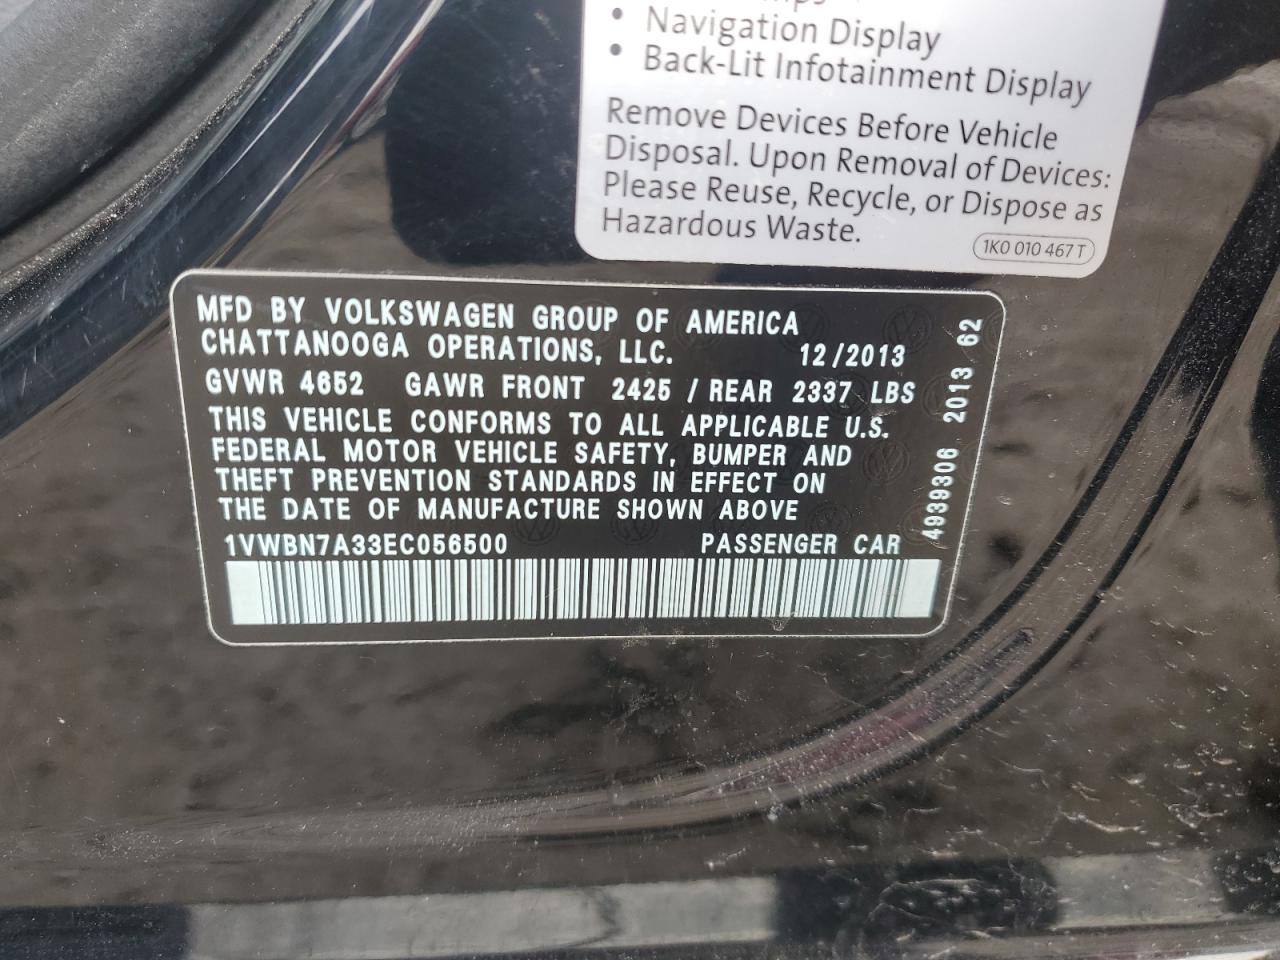 • Navigation Display
• Back-Lit Infotainment Display
Remove Devices Before Vehicle
Disposal. Upon Removal of Devices:
Please Reuse, Recycle, or Dispose as
Hazardous Waste.
1K0 010 467 T
MFD BY VOLKSWAGEN GROUP OF AMERICA
CHATTANOOGA OPERATIONS, LLC. 12/2013
GVWR 4652 GAWR FRONT 2425 / REAR 2337 LBS
THIS VEHICLE CONFORMS TO ALL APPLICABLE U.S.
FEDERAL MOTOR VEHICLE SAFETY, BUMPER AND
THEFT PREVENTION STANDARDS IN EFFECT ON
THE DATE OF MANUFACTURE SHOWN ABOVE
1VWBN7A33EC056500 PASSENGER CAR
4939306 2013 62